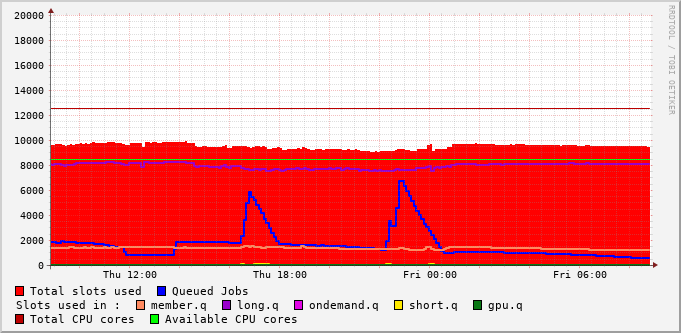 RRDTOOL / TOBI OETIKER
20000
18000
16000
14000
12000
10000
8000
6000
4000
2000
0
Thu 12:00 Thu 18:00 Fri 00:00 Fri 06:00
Total slots used Queued Jobs
Slots used in : member.q long.q ondemand.q short.q gpu.q
Total CPU cores Available CPU cores